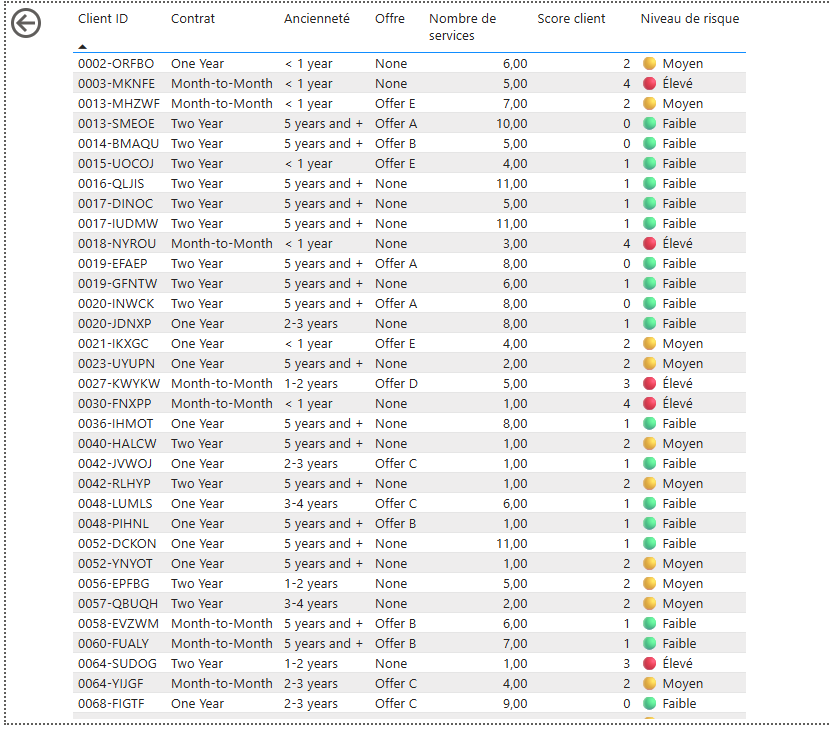 Client ID Contrat Ancienneté Offre Nombre de services Score client Niveau de risque
0002-ORFBO One Year < 1 year None 6,00 2 Moyen
0003-MKNFE Month-to-Month < 1 year None 5,00 4 Élevé
0013-MHZWF Month-to-Month < 1 year Offer E 7,00 2 Moyen
0013-SMEOE Two Year 5 years and + Offer A 10,00 0 Faible
0014-BMAQU Two Year 5 years and + Offer B 5,00 0 Faible
0015-UOCOJ Two Year < 1 year Offer E 4,00 1 Faible
0016-QLJIS Two Year 5 years and + None 11,00 1 Faible
0017-DINOC Two Year 5 years and + None 5,00 1 Faible
0017-IUDMW Two Year 5 years and + None 11,00 1 Faible
0018-NYROU Month-to-Month < 1 year None 3,00 4 Élevé
0019-EFAEP Two Year 5 years and + Offer A 8,00 0 Faible
0019-GFNTW Two Year 5 years and + None 6,00 1 Faible
0020-INWCK Two Year 5 years and + Offer A 8,00 0 Faible
0020-JDNXP One Year 2-3 years None 8,00 1 Faible
0021-IKXGC One Year < 1 year Offer E 4,00 2 Moyen
0023-UYUPN One Year 5 years and + None 2,00 2 Moyen
0027-KWYKW Month-to-Month 1-2 years Offer D 5,00 3 Élevé
0030-FNXPP Month-to-Month < 1 year None 1,00 4 Élevé
0036-IHMOT One Year 5 years and + None 8,00 1 Faible
0040-HALCW Two Year 5 years and + None 1,00 2 Moyen
0042-JVWOJ One Year 2-3 years Offer C 1,00 1 Faible
0042-RLHYP Two Year 5 years and + None 1,00 2 Moyen
0048-LUMLS One Year 3-4 years Offer C 6,00 1 Faible
0048-PIHNL One Year 5 years and + Offer B 1,00 1 Faible
0052-DCKON One Year 5 years and + None 11,00 1 Faible
0052-YNYOT One Year 5 years and + None 1,00 2 Moyen
0056-EPFBG Two Year 1-2 years None 5,00 2 Moyen
0057-QBUQH Two Year 3-4 years None 2,00 2 Moyen
0058-EVZWM Month-to-Month 5 years and + Offer B 6,00 1 Faible
0060-FUALY Month-to-Month 5 years and + Offer B 7,00 1 Faible
0064-SUDOG Two Year 1-2 years None 1,00 3 Élevé
0064-YIJGF Month-to-Month 2-3 years Offer C 4,00 2 Moyen
0068-FIGTF One Year 2-3 years Offer C 9,00 0 Faible